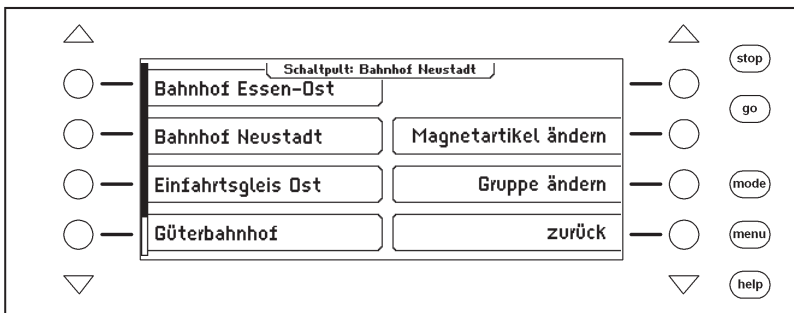 Schaltpult: Bahnhof Neustadt
stop
Bahnhof Essen-Ost
go
Bahnhof Neustadt
Magnetartikel ändern
Einfahrtsgleis Ost
Gruppe ändern
mode
Güterbahnhof
zurück
menu
help